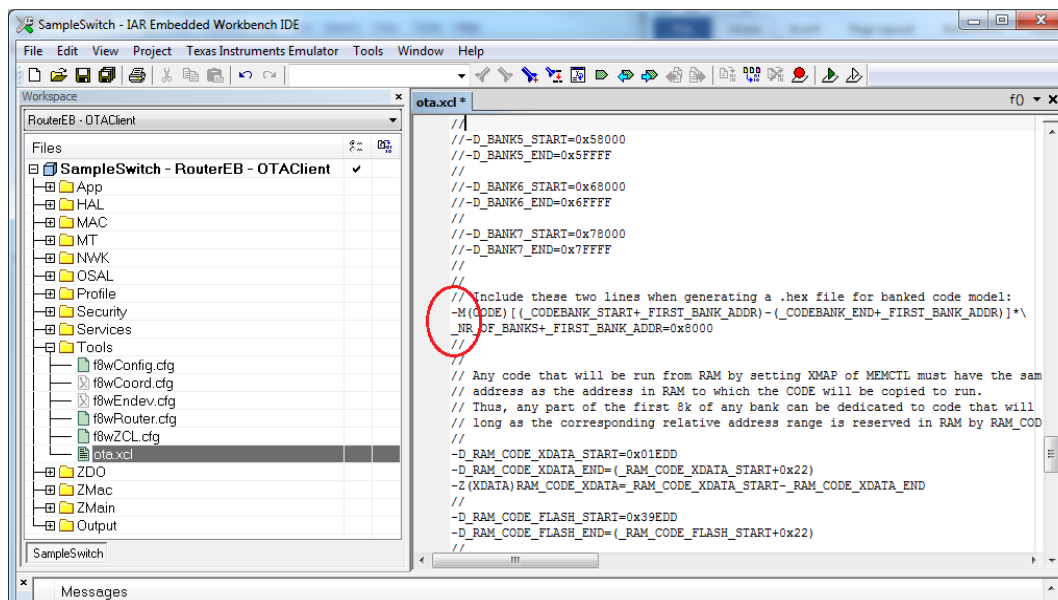 SampleSwitch - IAR Embedded Workbench IDE
File Edit View Project Texas Instruments Emulator Tools Window Help
Workspace
RouterEB - OTAClient
Files
SampleSwitch - RouterEB - OTAClient
App
HAL
MAC
MT
NWK
OSAL
Profile
Security
Services
Tools
f8wConfig.cfg
f8wCoord.cfg
f8wEndev.cfg
f8wRouter.cfg
f8wZCL.cfg
ota.xcl
ZDO
ZMac
ZMain
Output
SampleSwitch
ota.xcl *
f()
//
//-D_BANK5_START=0x58000
//-D_BANK5_END=0x5FFFF
//
//-D_BANK6_START=0x68000
//-D_BANK6_END=0x6FFFF
//
//-D_BANK7_START=0x78000
//-D_BANK7_END=0x7FFFF
//
//
// Include these two lines when generating a .hex file for banked code model:
-M(CODE)[(_CODEBANK_START+_FIRST_BANK_ADDR)-(_CODEBANK_END+_FIRST_BANK_ADDR)]*\
_NR_OF_BANKS+_FIRST_BANK_ADDR=0x8000
//
//
// Any code that will be run from RAM by setting XMAP of MEMCTL must have the sam
// address as the address in RAM to which the CODE will be copied to run.
// Thus, any part of the first 8k of any bank can be dedicated to code that will
// long as the corresponding relative address range is reserved in RAM by RAM_COD
//
-D_RAM_CODE_XDATA_START=0x01EDD
-D_RAM_CODE_XDATA_END=(_RAM_CODE_XDATA_START+0x22)
-Z(XDATA)RAM_CODE_XDATA=_RAM_CODE_XDATA_START-_RAM_CODE_XDATA_END
//
-D_RAM_CODE_FLASH_START=0x39EDD
-D_RAM_CODE_FLASH_END=(_RAM_CODE_FLASH_START+0x22)
//
Messages